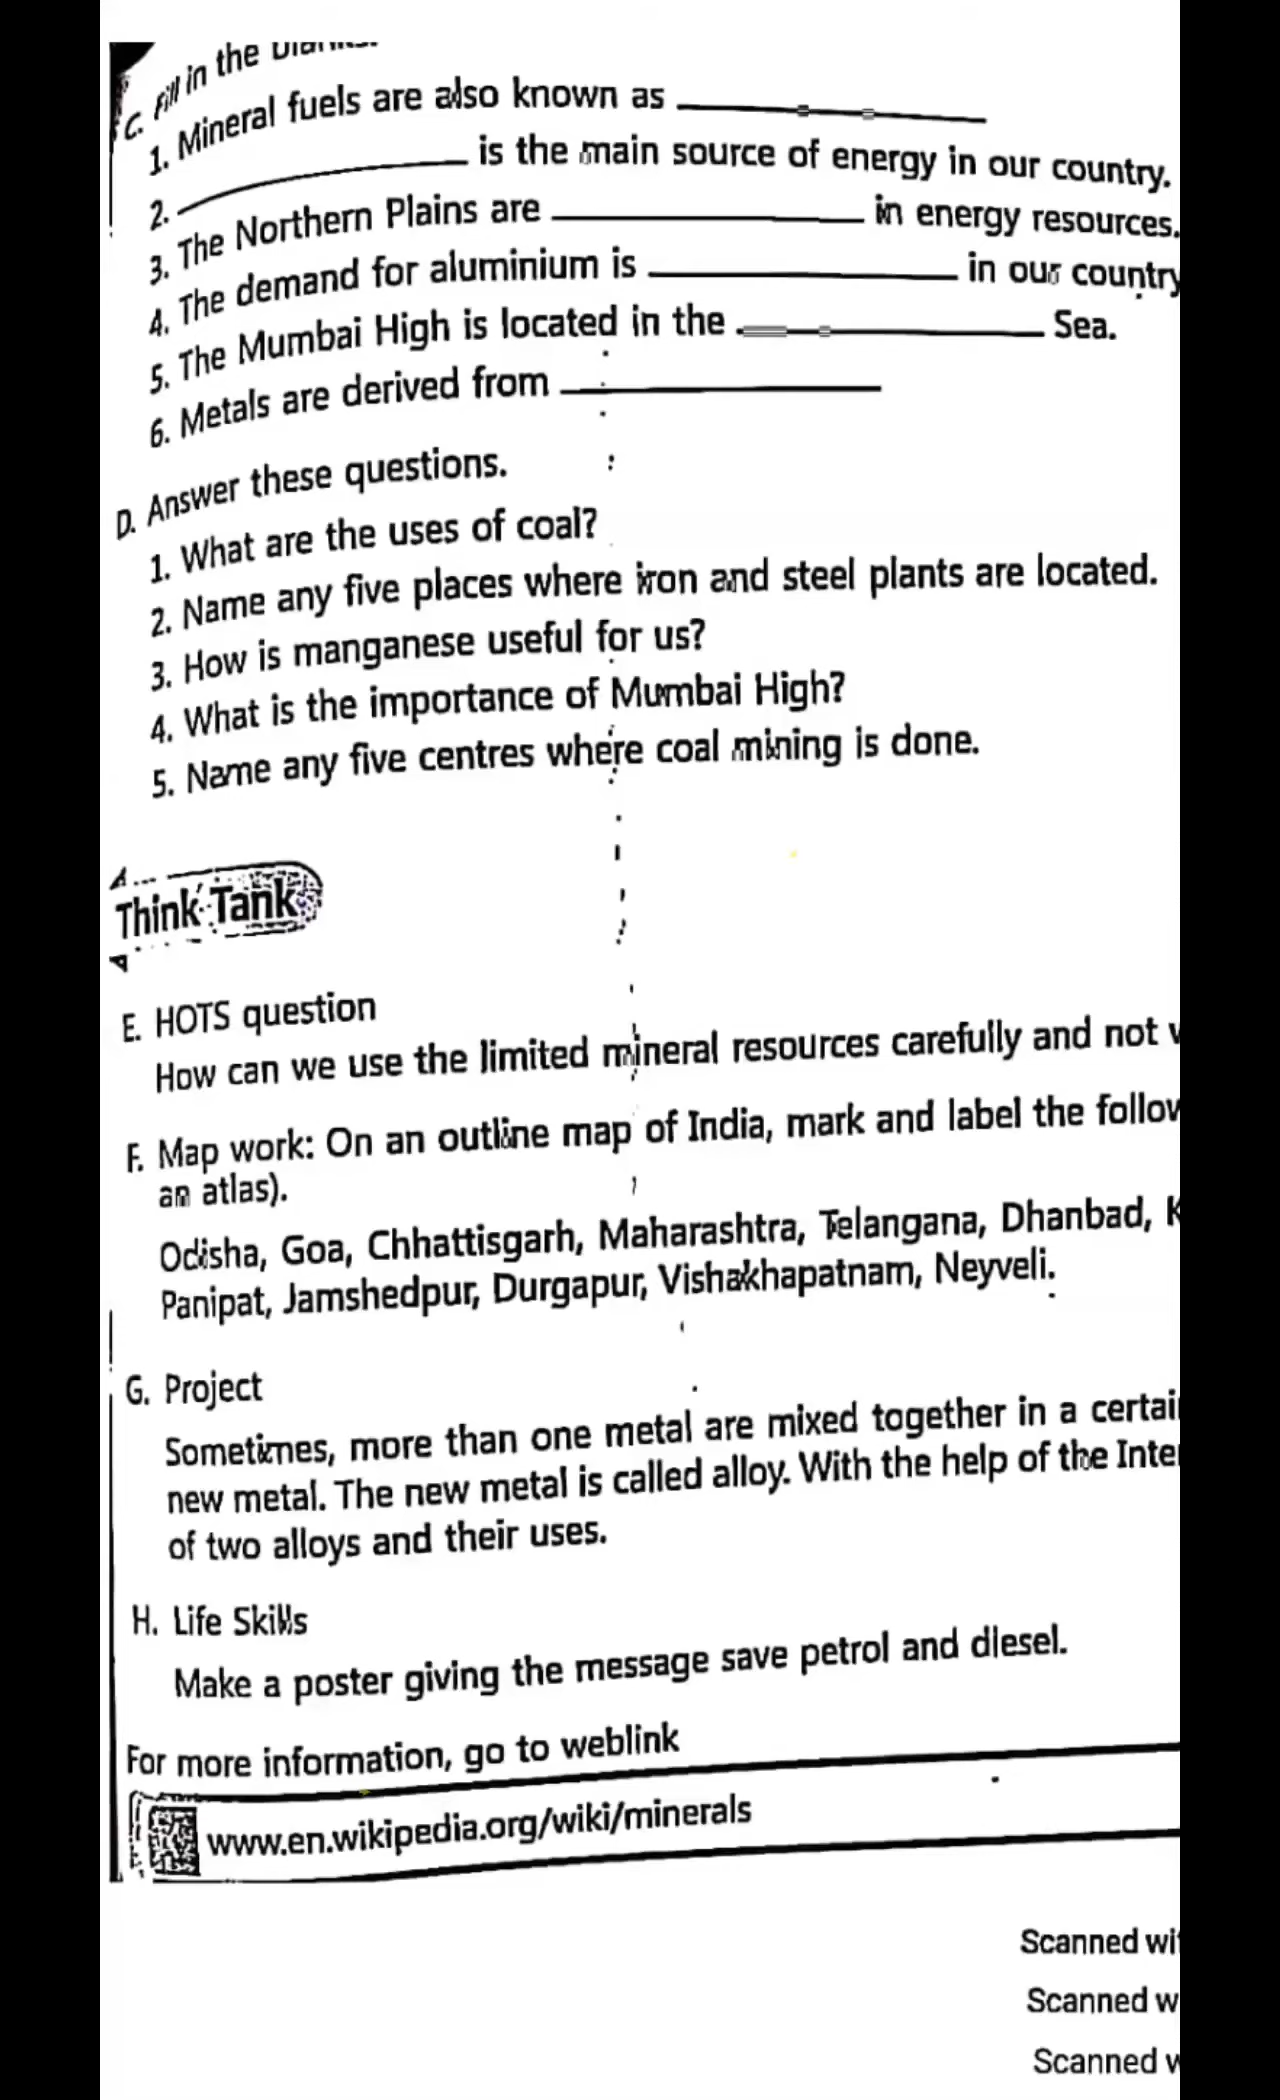 C. Fill in the blanks.
1. Mineral fuels are also known as
2. is the main source of energy in our country.
3. The Northern Plains are in energy resources.
4. The demand for aluminium is in our country
5. The Mumbai High is located in the Sea.
6. Metals are derived from
D. Answer these questions.
1. What are the uses of coal?
2. Name any five places where iron and steel plants are located.
3. How is manganese useful for us?
4. What is the importance of Mumbai High?
5. Name any five centres where coal mining is done.
Think Tank
E. HOTS question
How can we use the limited mineral resources carefully and not
F. Map work: On an outline map of India, mark and label the follow
an atlas).
Odisha, Goa, Chhattisgarh, Maharashtra, Telangana, Dhanbad, K
Panipat, Jamshedpur, Durgapur, Vishakhapatnam, Neyveli.
G. Project
Sometimes, more than one metal are mixed together in a certai
new metal. The new metal is called alloy. With the help of the Inte
of two alloys and their uses.
H. Life Skills
Make a poster giving the message save petrol and diesel.
For more information, go to weblink
www.en.wikipedia.org/wiki/minerals
Scanned wi
Scanned w
Scanned w